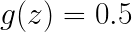 g(z) = 0.5